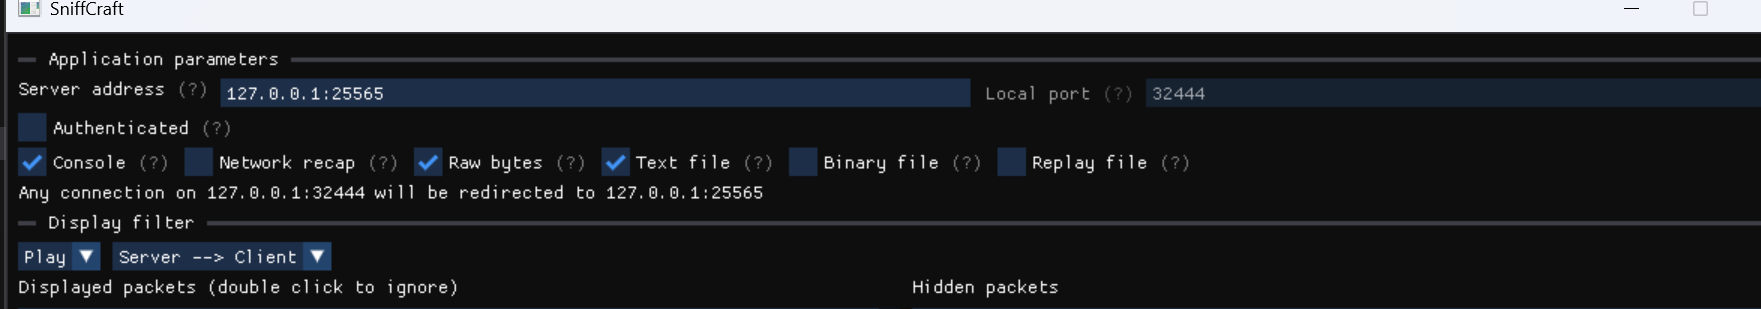 SniffCraft
Application parameters
Server address (?) 127.0.0.1:25565 Local port (?) 32444
Authenticated (?)
Console (?) Network recap (?) Raw bytes (?) Text file (?) Binary file (?) Replay file (?)
Any connection on 127.0.0.1:32444 will be redirected to 127.0.0.1:25565
Display filter
Play Server --> Client
Displayed packets (double click to ignore) Hidden packets